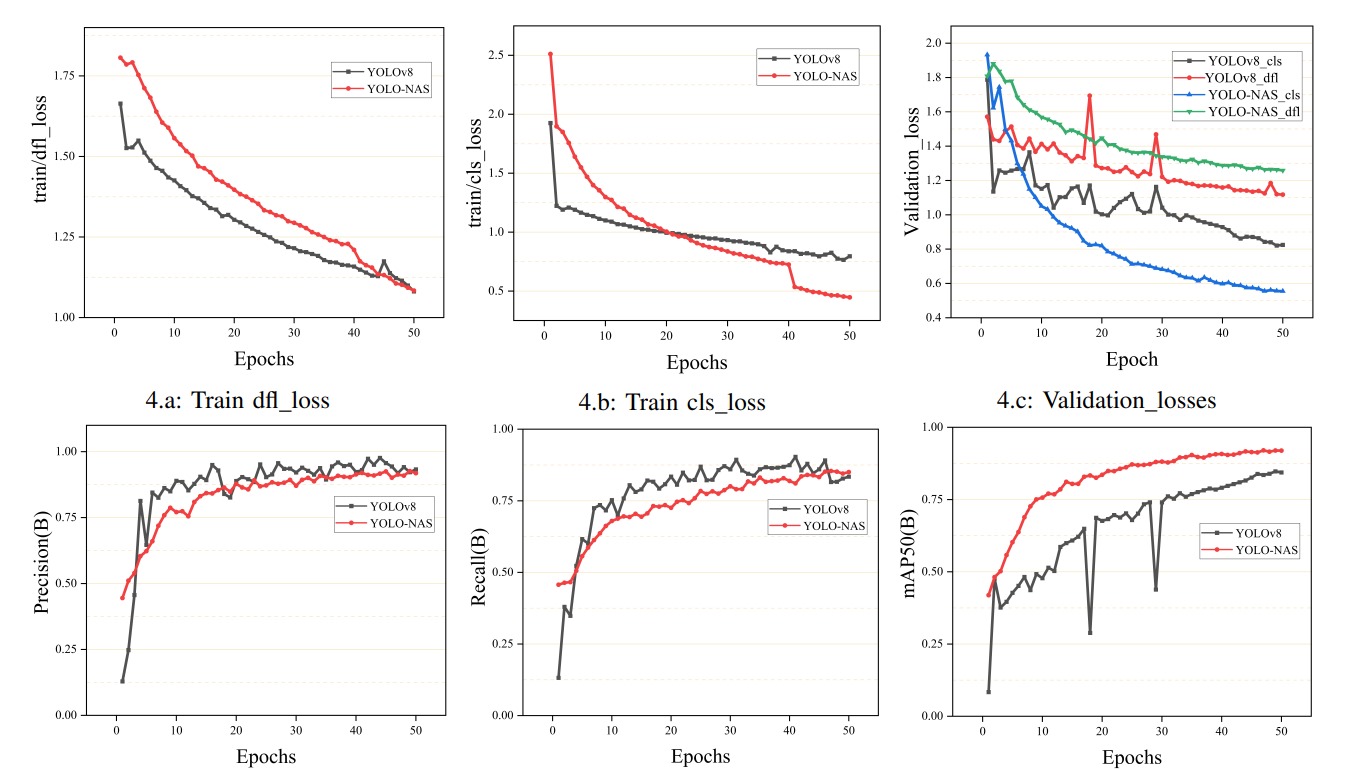 train/dfl_loss
1.75
1.50
1.25
1.00
YOLOv8
YOLO-NAS
0 10 20 30 40 50
Epochs
4.a: Train dfl_loss
train/cls_loss
2.5
2.0
1.5
1.0
0.5
YOLOv8
YOLO-NAS
0 10 20 30 40 50
Epochs
4.b: Train cls_loss
Validation_loss
2.0
1.8
1.6
1.4
1.2
1.0
0.8
0.6
0.4
YOLOv8_cls
YOLOv8_dfl
YOLO-NAS_cls
YOLO-NAS_dfl
0 10 20 30 40 50
Epoch
4.c: Validation_losses
Precision(B)
1.00
0.75
0.50
0.25
0.00
YOLOv8
YOLO-NAS
0 10 20 30 40 50
Epochs
Recall(B)
1.00
0.75
0.50
0.25
0.00
YOLOv8
YOLO-NAS
0 10 20 30 40 50
Epochs
mAP50(B)
1.00
0.75
0.50
0.25
0.00
YOLOv8
YOLO-NAS
0 10 20 30 40 50
Epochs